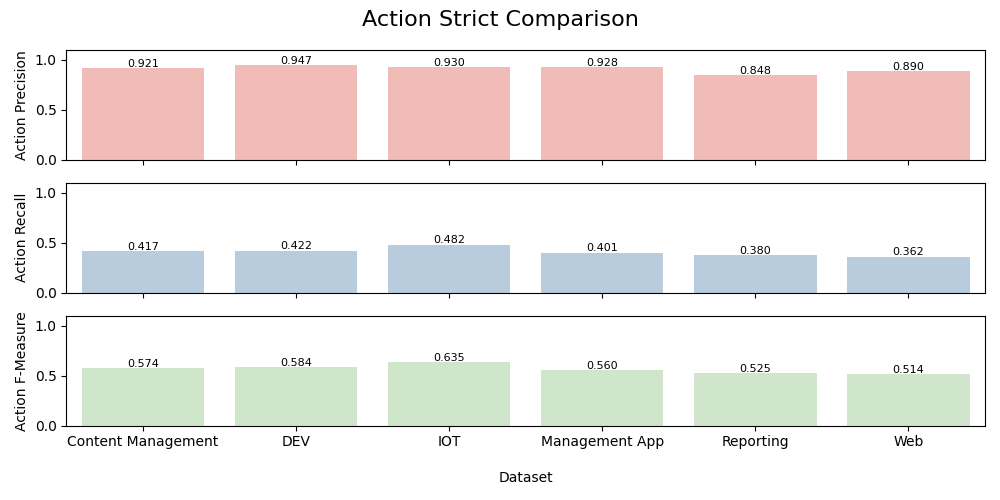 Action Strict Comparison
Action Precision
1.0
0.5
0.0
0.921
0.947
0.930
0.928
0.848
0.890
Action Recall
1.0
0.5
0.0
0.417
0.422
0.482
0.401
0.380
0.362
Action F-Measure
1.0
0.5
0.0
0.574
0.584
0.635
0.560
0.525
0.514
Content Management
DEV
IOT
Management App
Reporting
Web
Dataset